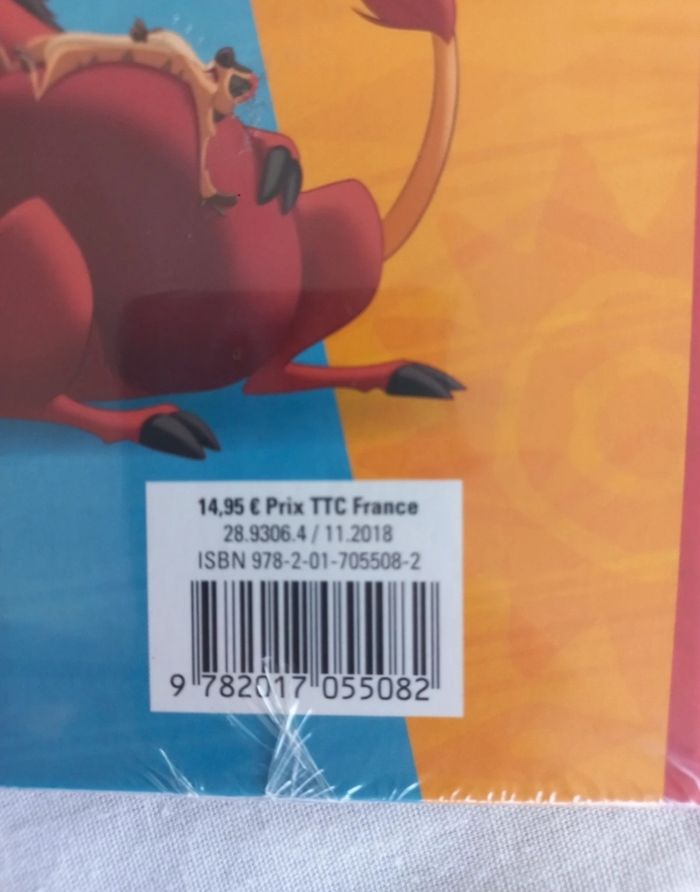 14,95 € Prix TTC France
28.9306.4 / 11.2018
ISBN 978-2-01-705508-2
9 782017 055082